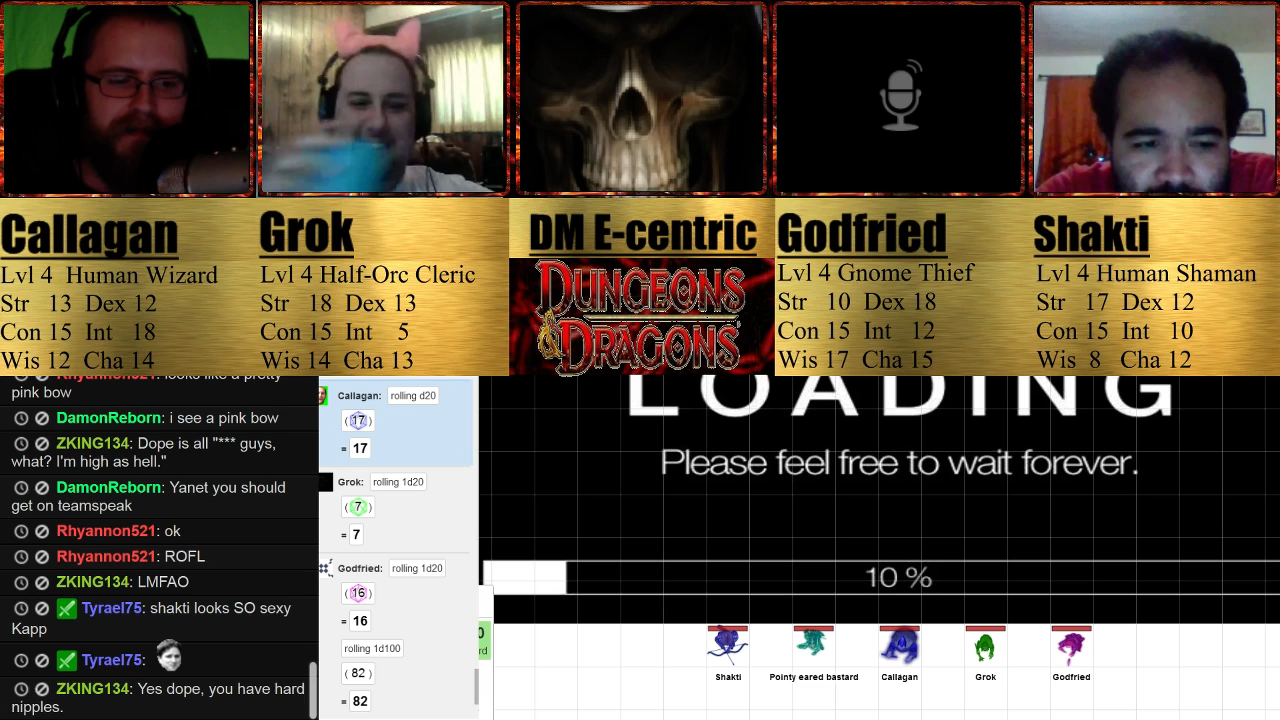 Callagan
Lvl 4 Human Wizard
Str 13 Dex 12
Con 15 Int 18
Wis 12 Cha 14
Grok
Lvl 4 Half-Orc Cleric
Str 18 Dex 13
Con 15 Int 5
Wis 14 Cha 13
DM E-centric
DUNGEONS
& DRAGONS
Godfried
Lvl 4 Gnome Thief
Str 10 Dex 18
Con 15 Int 12
Wis 17 Cha 15
Shakti
Lvl 4 Human Shaman
Str 17 Dex 12
Con 15 Int 10
Wis 8 Cha 12
Rhyannon521: looks like a pretty
pink bow
DamonReborn: i see a pink bow
ZKING134: Dope is all "*** guys,
what? I'm high as hell."
DamonReborn: Yanet you should
get on teamspeak
Rhyannon521: ok
Rhyannon521: ROFL
ZKING134: LMFAO
Tyrael75: shakti looks SO sexy
Kapp
Tyrael75:
ZKING134: Yes dope, you have hard
nipples.
Callagan: rolling d20
(17)
= 17
Grok: rolling 1d20
(7)
= 7
Godfried: rolling 1d20
(16)
= 16
rolling 1d100
(82)
= 82
0
rd
LOADING
Please feel free to wait forever.
10 %
Shakti
Pointy eared bastard
Callagan
Grok
Godfried